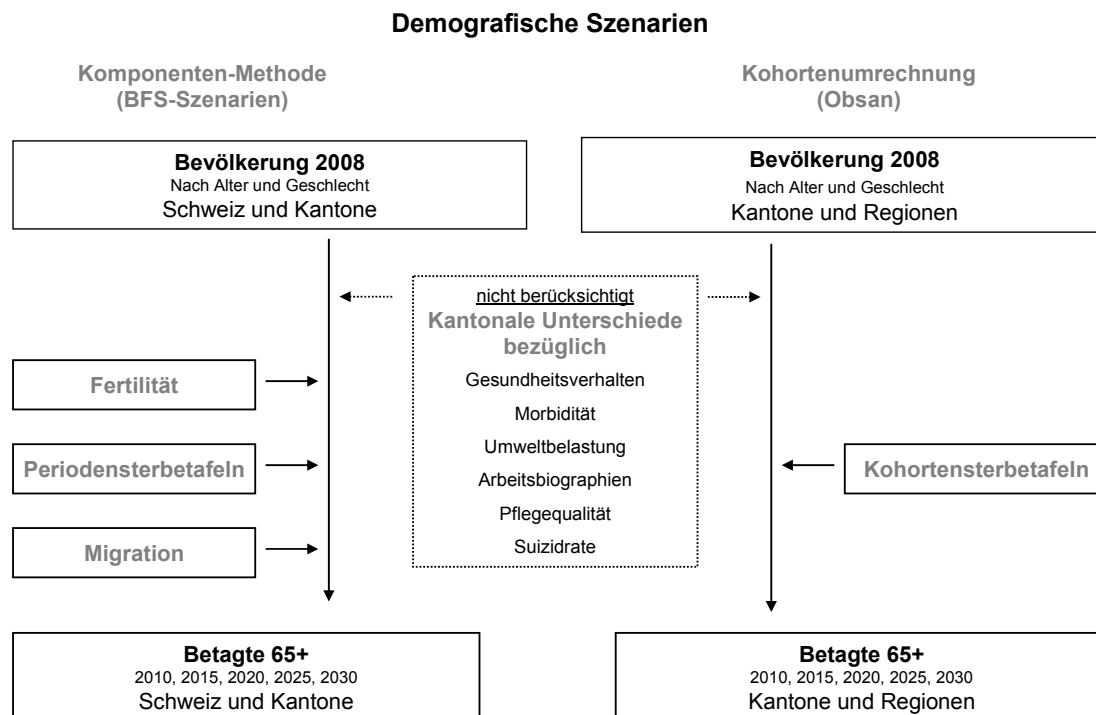 Demografische Szenarien
Komponenten-Methode
(BFS-Szenarien)
Kohortenumrechnung
(Obsan)
Bevölkerung 2008
Nach Alter und Geschlecht
Schweiz und Kantone
Bevölkerung 2008
Nach Alter und Geschlecht
Kantone und Regionen
nicht berücksichtigt
Kantonale Unterschiede
bezüglich
Gesundheitsverhalten
Morbidität
Umweltbelastung
Arbeitsbiographien
Pflegequalität
Suizidrate
Fertilität
Periodensterbetafeln
Migration
Kohortensterbetafeln
Betagte 65+
2010, 2015, 2020, 2025, 2030
Schweiz und Kantone
Betagte 65+
2010, 2015, 2020, 2025, 2030
Kantone und Regionen